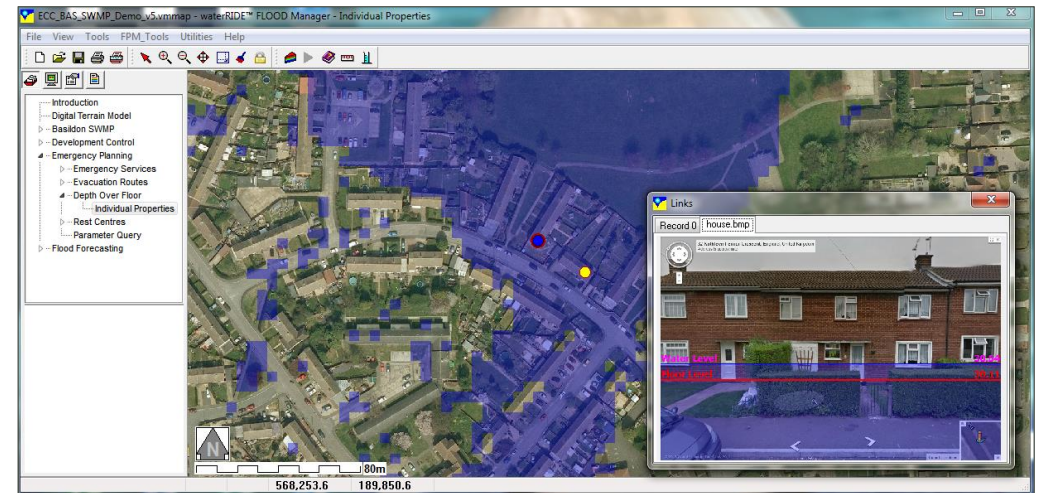 ECC_BAS_SWMP_Demo_v5.vmmap - waterRIDE™ FLOOD Manager - Individual Properties
File View Tools FPM_Tools Utilities Help
Introduction
Digital Terrain Model
Basildon SWMP
Development Control
Emergency Planning
Emergency Services
Evacuation Routes
Depth Over Floor
Individual Properties
Rest Centres
Parameter Query
Flood Forecasting
Links
Record 0 house.bmp
Water Level
Floor Level
N
80m
568,253.6 189,850.6